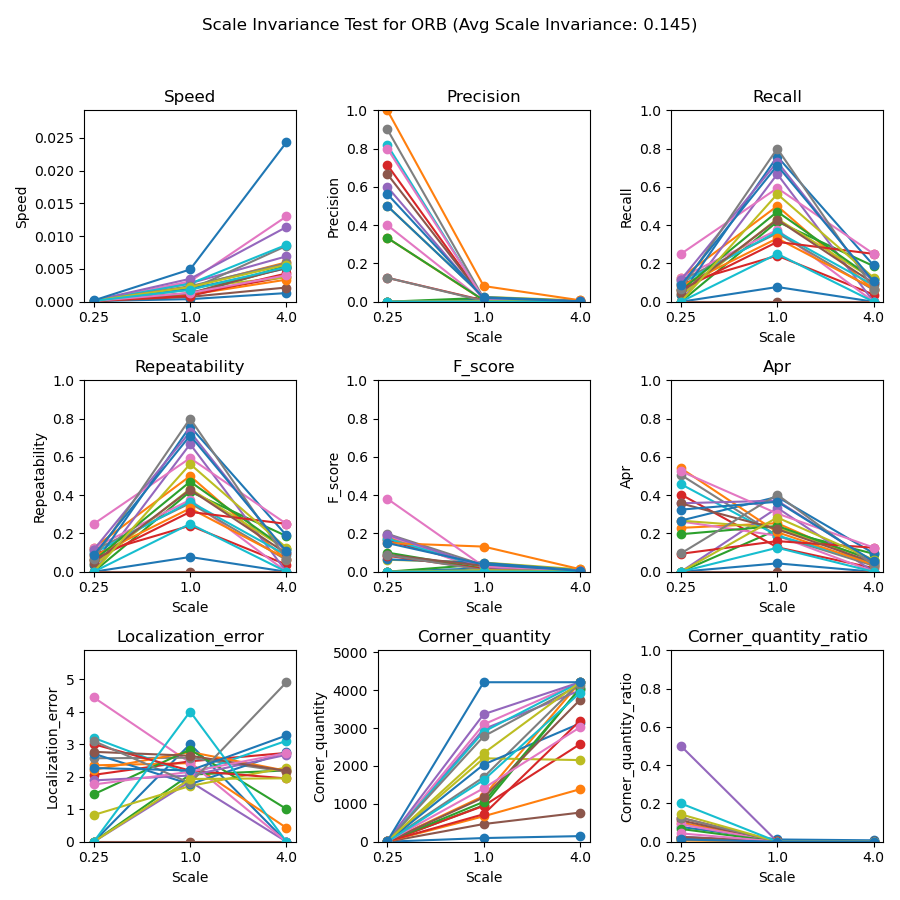 Scale Invariance Test for ORB (Avg Scale Invariance: 0.145)
Speed
Precision
Recall
Speed
0.025
0.020
0.015
0.010
0.005
0.000
0.25
1.0
4.0
Scale
Precision
1.0
0.8
0.6
0.4
0.2
0.0
0.25
1.0
4.0
Scale
Recall
1.0
0.8
0.6
0.4
0.2
0.0
0.25
1.0
4.0
Scale
Repeatability
F_score
Apr
Repeatability
1.0
0.8
0.6
0.4
0.2
0.0
0.25
1.0
4.0
Scale
F_score
1.0
0.8
0.6
0.4
0.2
0.0
0.25
1.0
4.0
Scale
Apr
1.0
0.8
0.6
0.4
0.2
0.0
0.25
1.0
4.0
Scale
Localization_error
Corner_quantity
Corner_quantity_ratio
Localization_error
5
4
3
2
1
0
0.25
1.0
4.0
Scale
Corner_quantity
5000
4000
3000
2000
1000
0
0.25
1.0
4.0
Scale
Corner_quantity_ratio
1.0
0.8
0.6
0.4
0.2
0.0
0.25
1.0
4.0
Scale